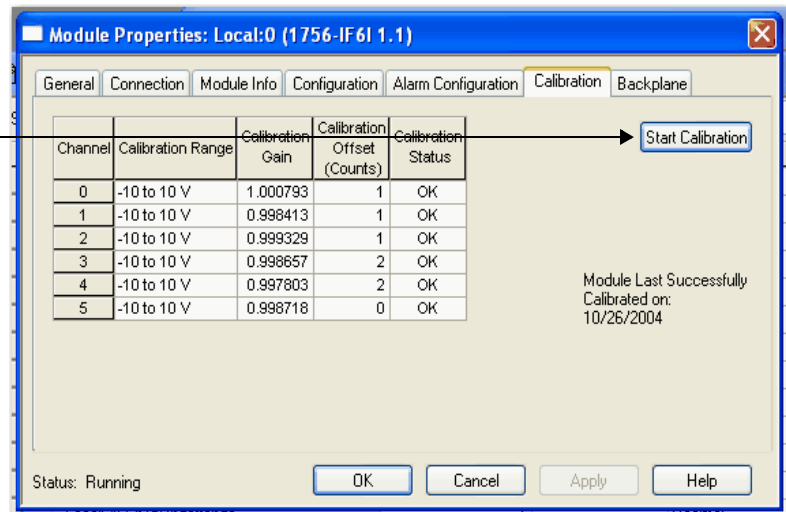 Module Properties: Local:0 (1756-IF6I 1.1)
General Connection Module Info Configuration Alarm Configuration Calibration Backplane
Channel Calibration Range Calibration Gain Calibration Offset (Counts) Calibration Status
0 -10 to 10 V 1.000793 1 OK
1 -10 to 10 V 0.998413 1 OK
2 -10 to 10 V 0.999329 1 OK
3 -10 to 10 V 0.998657 2 OK
4 -10 to 10 V 0.997803 2 OK
5 -10 to 10 V 0.998718 0 OK
Start Calibration
Module Last Successfully
Calibrated on:
10/26/2004
Status: Running
OK Cancel Apply Help